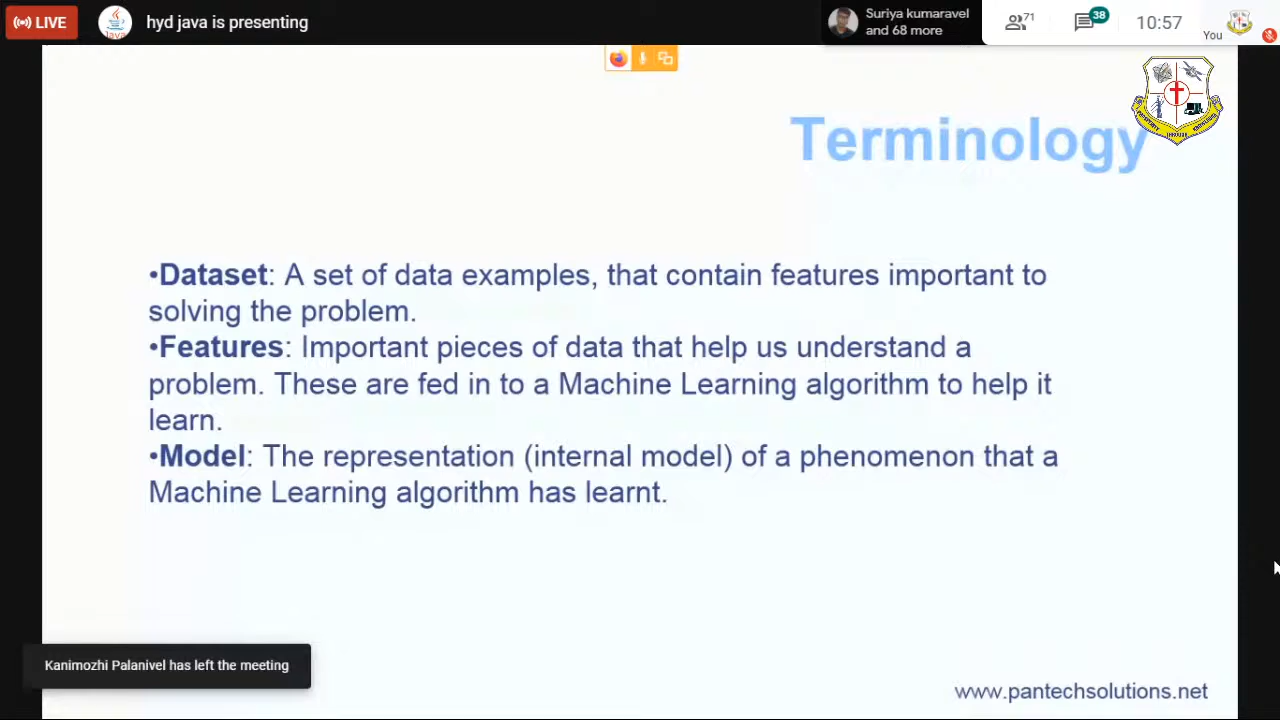 LIVE
hyd java is presenting
Suriya kumaravel
and 68 more
71
38
10:57
You
Java
Terminology
•Dataset: A set of data examples, that contain features important to
solving the problem.
•Features: Important pieces of data that help us understand a
problem. These are fed in to a Machine Learning algorithm to help it
learn.
•Model: The representation (internal model) of a phenomenon that a
Machine Learning algorithm has learnt.
Kanimozhi Palanivel has left the meeting
www.pantechsolutions.net